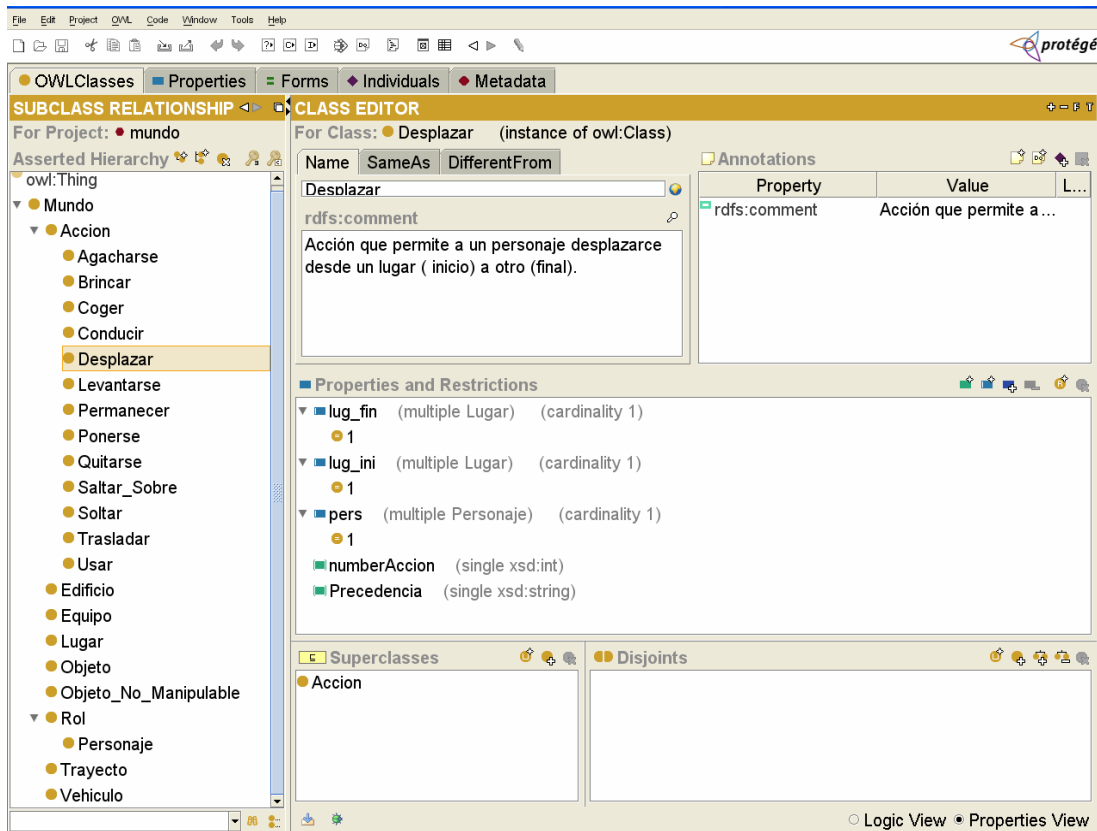 File Edit Project OWL Code Window Tools Help
protégé
OWLClasses Properties Forms Individuals Metadata
SUBCLASS RELATIONSHIP
For Project: mundo
Asserted Hierarchy
owl:Thing
Mundo
Accion
Agacharse
Brincar
Coger
Conducir
Desplazar
Levantarse
Permanecer
Ponerse
Quitarse
Saltar_Sobre
Soltar
Trasladar
Usar
Edificio
Equipo
Lugar
Objeto
Objeto_No_Manipulable
Rol
Personaje
Trayecto
Vehiculo
CLASS EDITOR
For Class: Desplazar (instance of owl:Class)
Name SameAs DifferentFrom
Desplazar
rdfs:comment
Acción que permite a un personaje desplazarce
desde un lugar ( inicio) a otro (final).
Annotations
Property Value L...
rdfs:comment Acción que permite a ...
Properties and Restrictions
lug_fin (multiple Lugar) (cardinality 1)
1
lug_ini (multiple Lugar) (cardinality 1)
1
pers (multiple Personaje) (cardinality 1)
1
numberAccion (single xsd:int)
Precedencia (single xsd:string)
Superclasses
Accion
Disjoints
Logic View Properties View